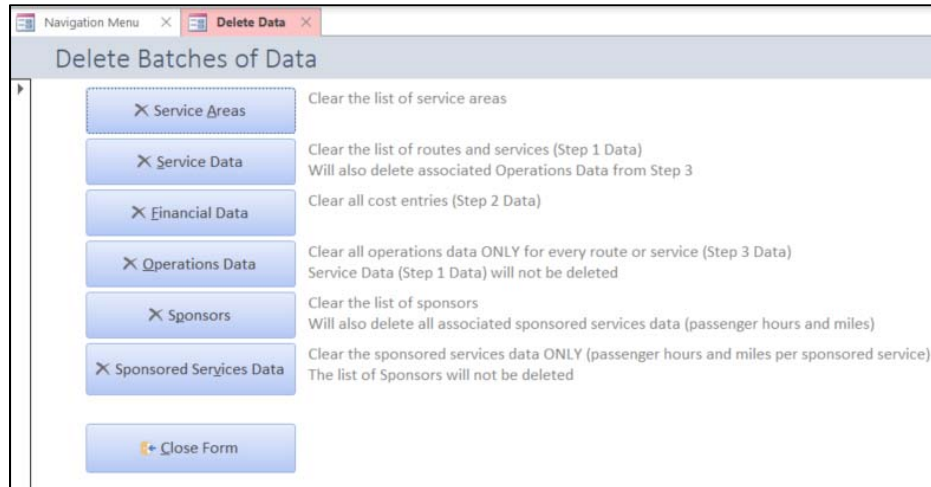 Navigation Menu
Delete Data
Delete Batches of Data
Service Areas
Clear the list of service areas
Service Data
Clear the list of routes and services (Step 1 Data)
Will also delete associated Operations Data from Step 3
Financial Data
Clear all cost entries (Step 2 Data)
Operations Data
Clear all operations data ONLY for every route or service (Step 3 Data)
Service Data (Step 1 Data) will not be deleted
Sponsors
Clear the list of sponsors
Will also delete all associated sponsored services data (passenger hours and miles)
Sponsored Services Data
Clear the sponsored services data ONLY (passenger hours and miles per sponsored service)
The list of Sponsors will not be deleted
Close Form